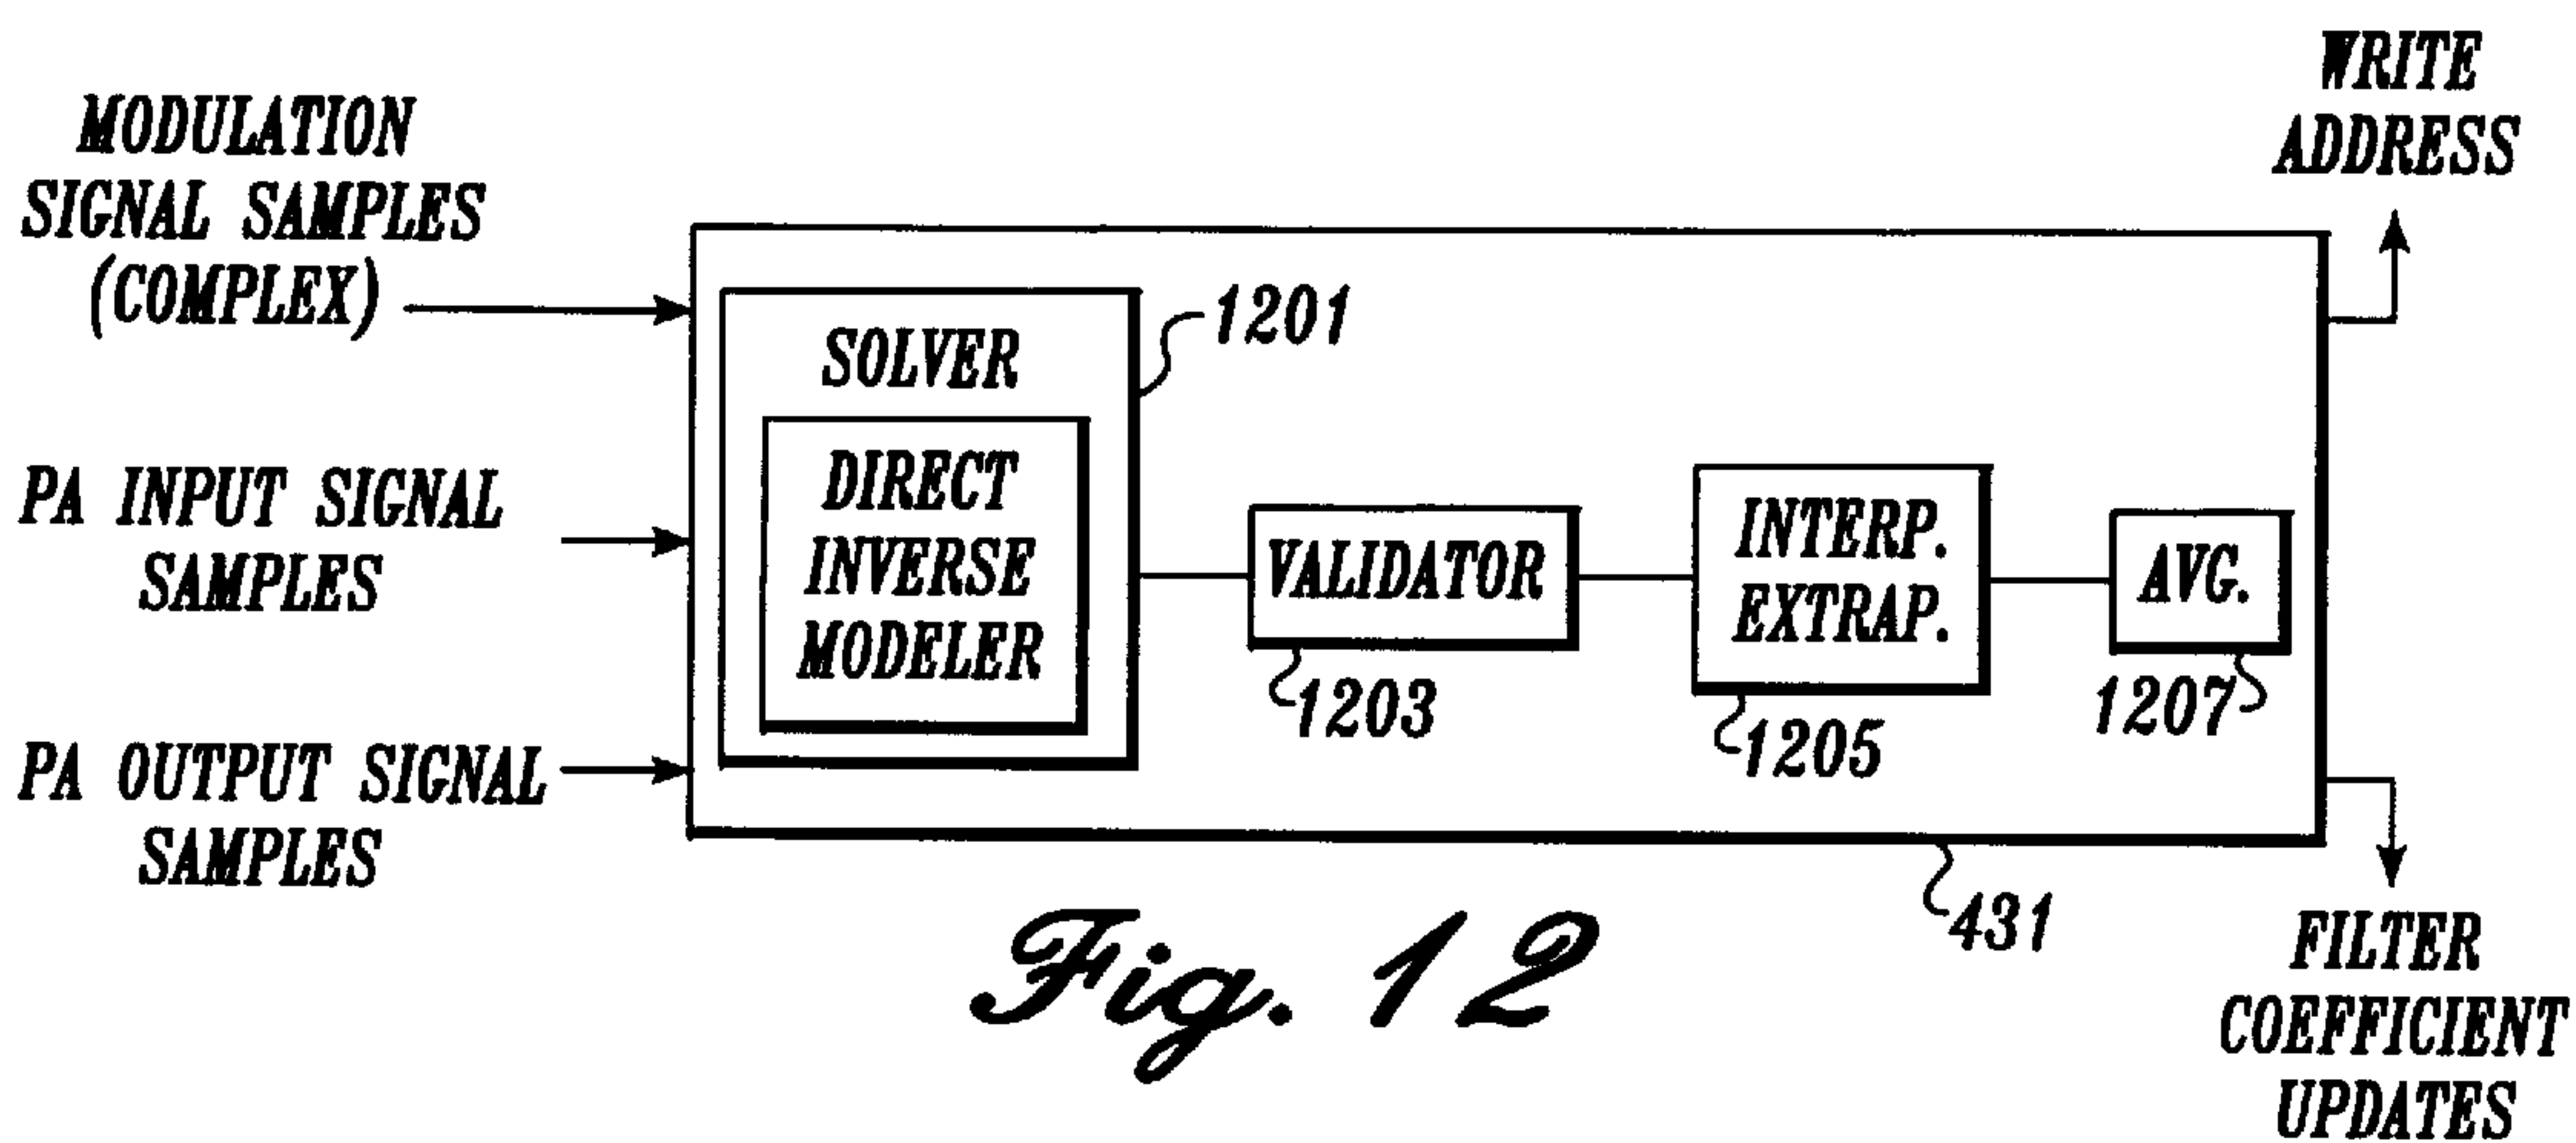 MODULATION
SIGNAL SAMPLES
(COMPLEX)
PA INPUT SIGNAL
SAMPLES
PA OUTPUT SIGNAL
SAMPLES
SOLVER
DIRECT
INVERSE
MODELER
1201
VALIDATOR
1203
INTERP.
EXTRAP.
1205
AVG.
1207
WRITE
ADDRESS
431
FILTER
COEFFICIENT
UPDATES
Fig. 12